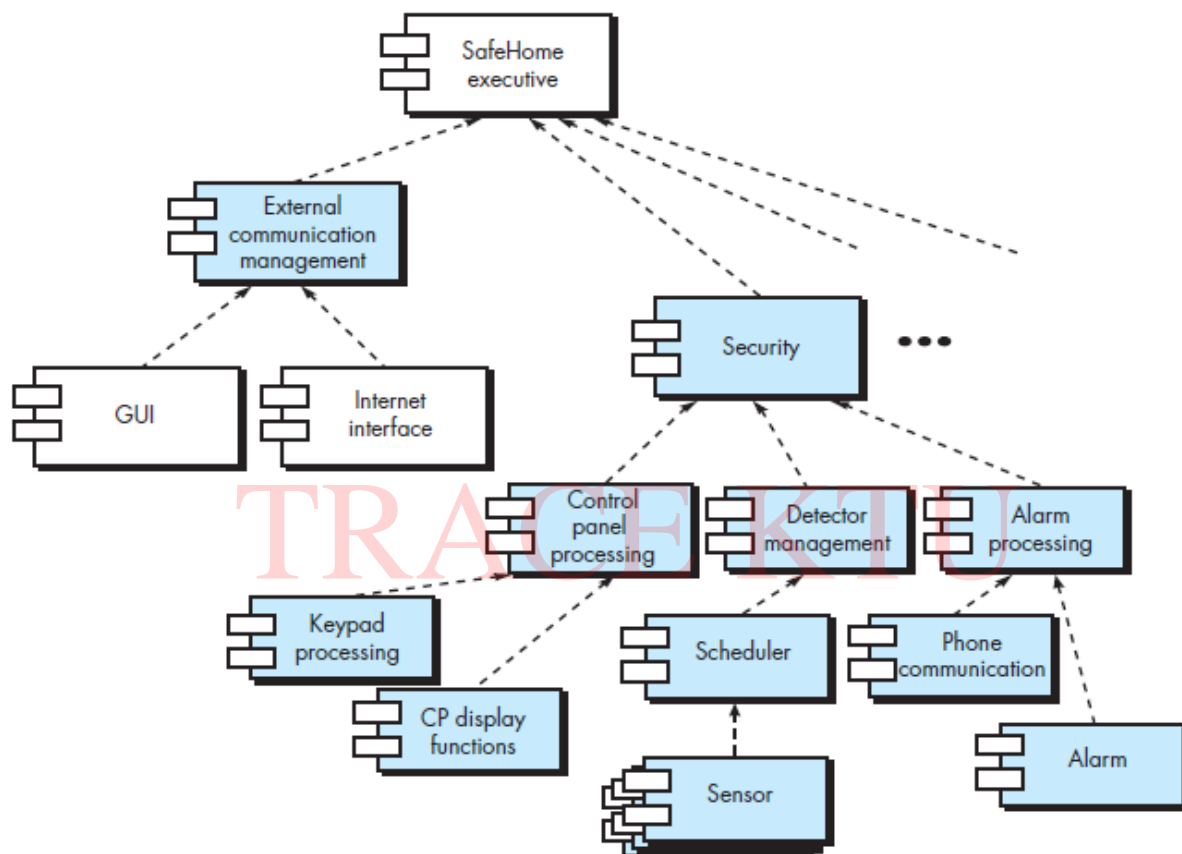 SafeHome
executive
External
communication
management
Security
...
GUI
Internet
interface
Control
panel
processing
Detector
management
Alarm
processing
TRACE KTU
Keypad
processing
Scheduler
Phone
communication
CP display
functions
Sensor
Alarm